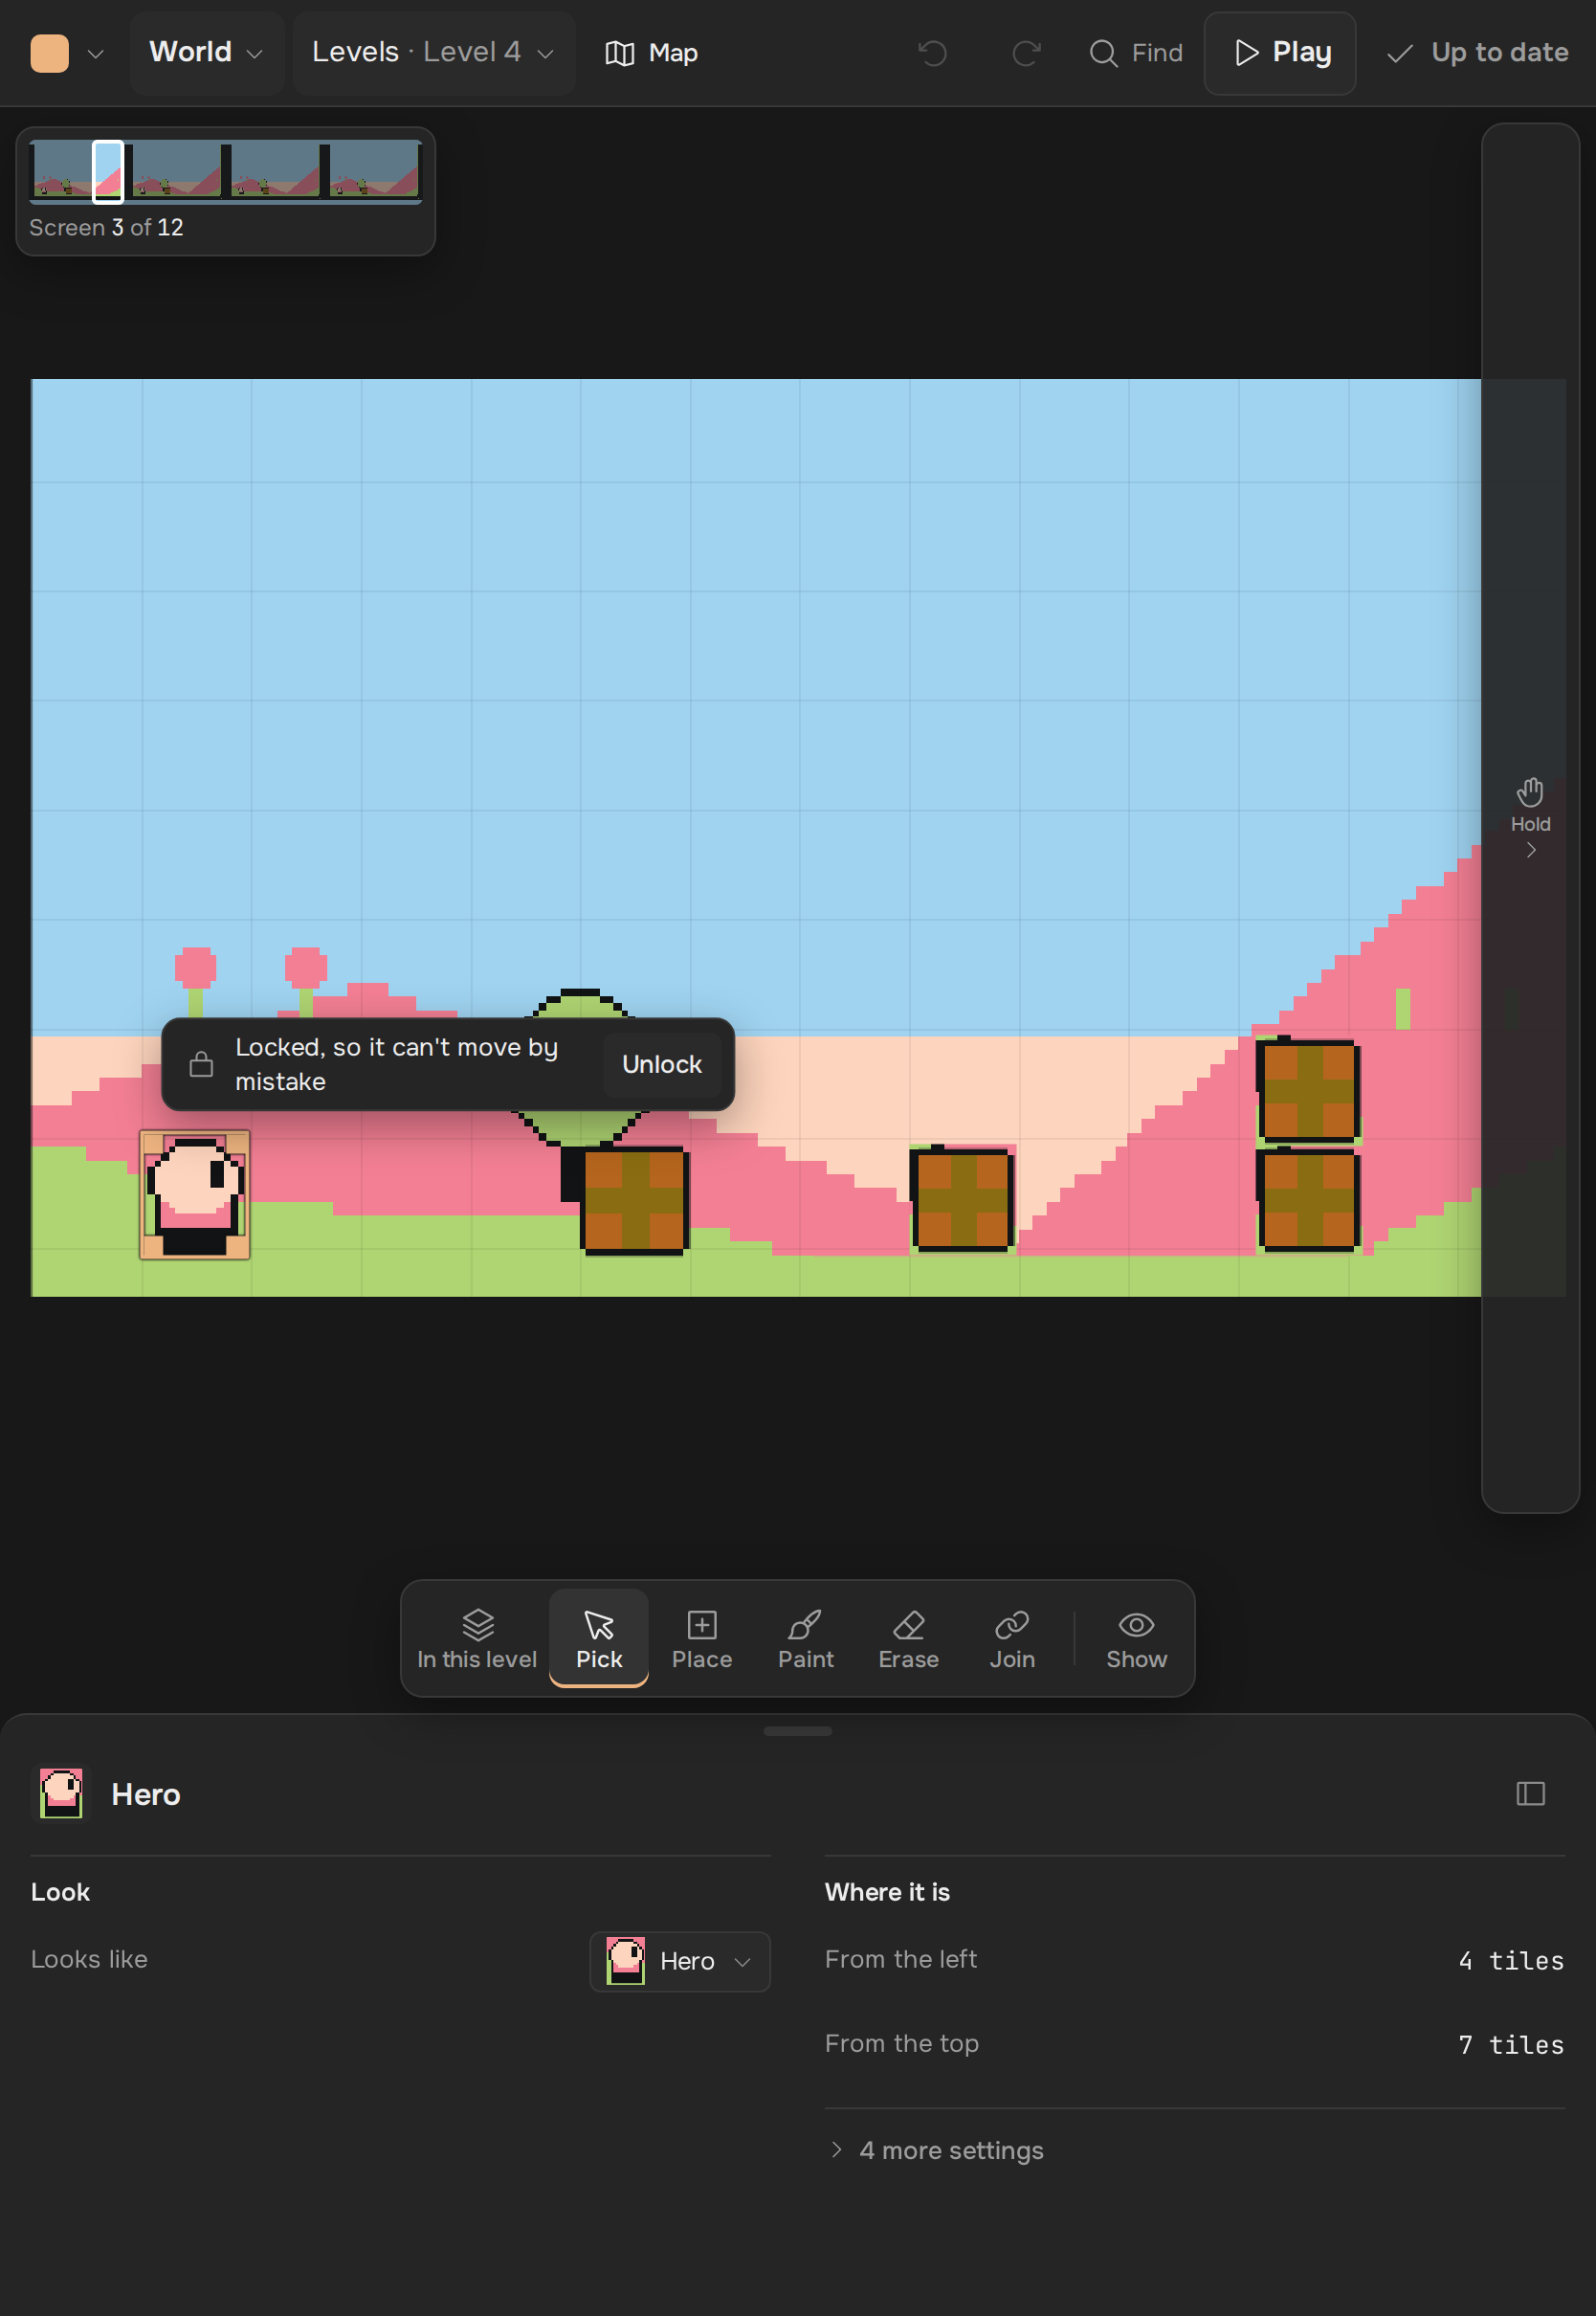 World
Levels · Level 4
Map
Find
Play
Up to date
Screen 3 of 12
Hold
Locked, so it can't move by
mistake
Unlock
In this level
Pick
Place
Paint
Erase
Join
Show
Hero
Look
Looks like
Hero
Where it is
From the left
4 tiles
From the top
7 tiles
4 more settings